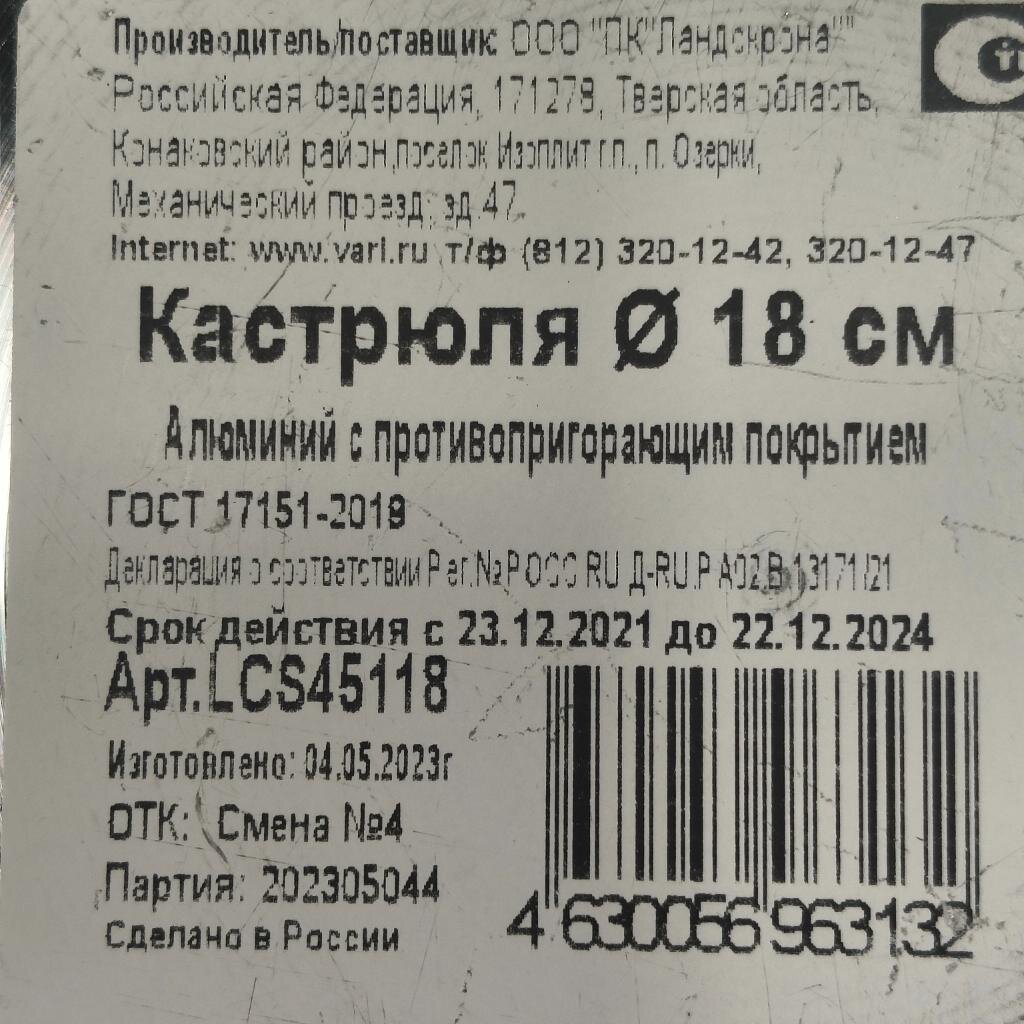 Производитель/поставщик: ООО "ПК"Ландскрона""
Российская Федерация, 171278, Тверская область,
Конаковский район,поселок Изоплит г.п., п. Озерки,
Механический проезд, зд.47.
Internet: www.vari.ru т/ф (812) 320-12-42, 320-12-47
Кастрюля Ø 18 см
Алюминий с противопригорающим покрытием
ГОСТ 17151-2019
Декларация о соответствии Рег.№РОСС RU Д-RU.РА02.В.13171/21
Срок действия с 23.12.2021 до 22.12.2024
Арт.LCS45118
Изготовлено: 04.05.2023г
ОТК: Смена №4
Партия: 202305044
Сделано в России
4 630056 963132